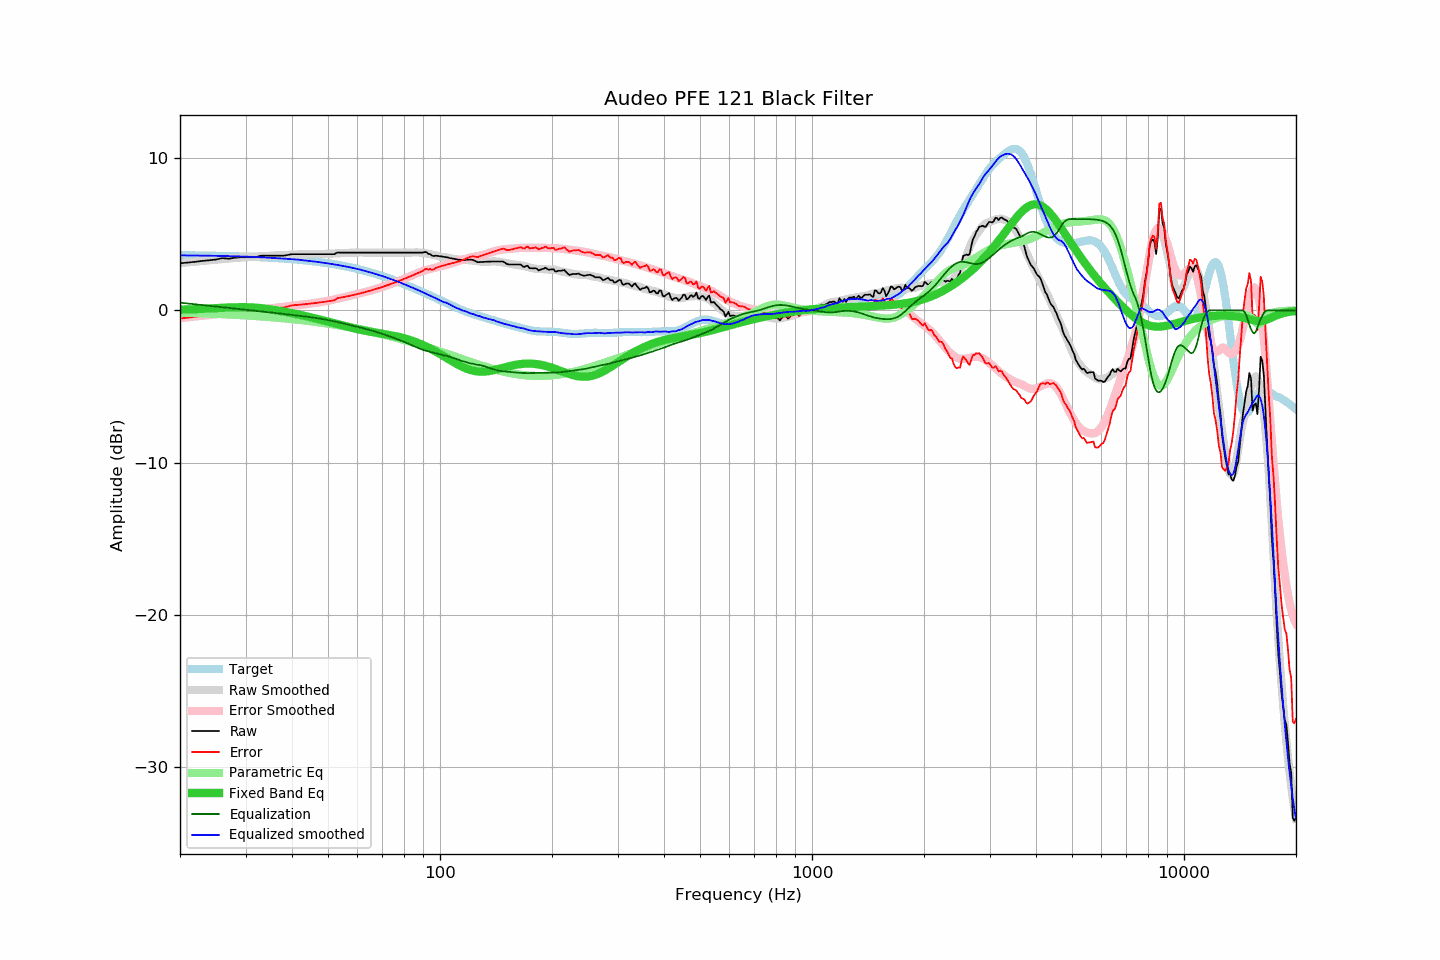 Audeo PFE 121 Black Filter
10
0
−10
−20
−30
Amplitude (dBr)
Target
Raw Smoothed
Error Smoothed
Raw
Error
Parametric Eq
Fixed Band Eq
Equalization
Equalized smoothed
100 1000 10000
Frequency (Hz)